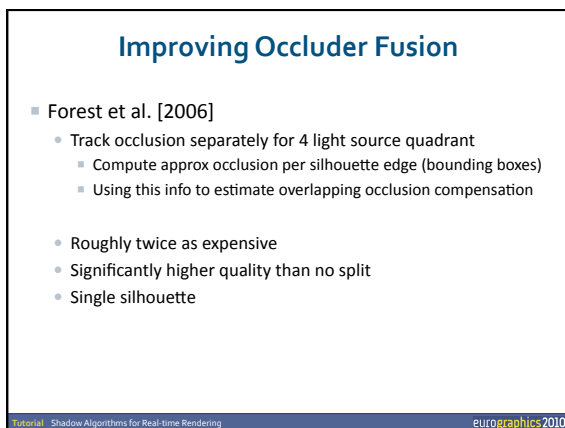 Improving Occluder Fusion
Forest et al. [2006]
Track occlusion separately for 4 light source quadrant
Compute approx occlusion per silhouette edge (bounding boxes)
Using this info to estimate overlapping occlusion compensation
Roughly twice as expensive
Significantly higher quality than no split
Single silhouette
Tutorial Shadow Algorithms for Real-time Rendering
eurographics2010